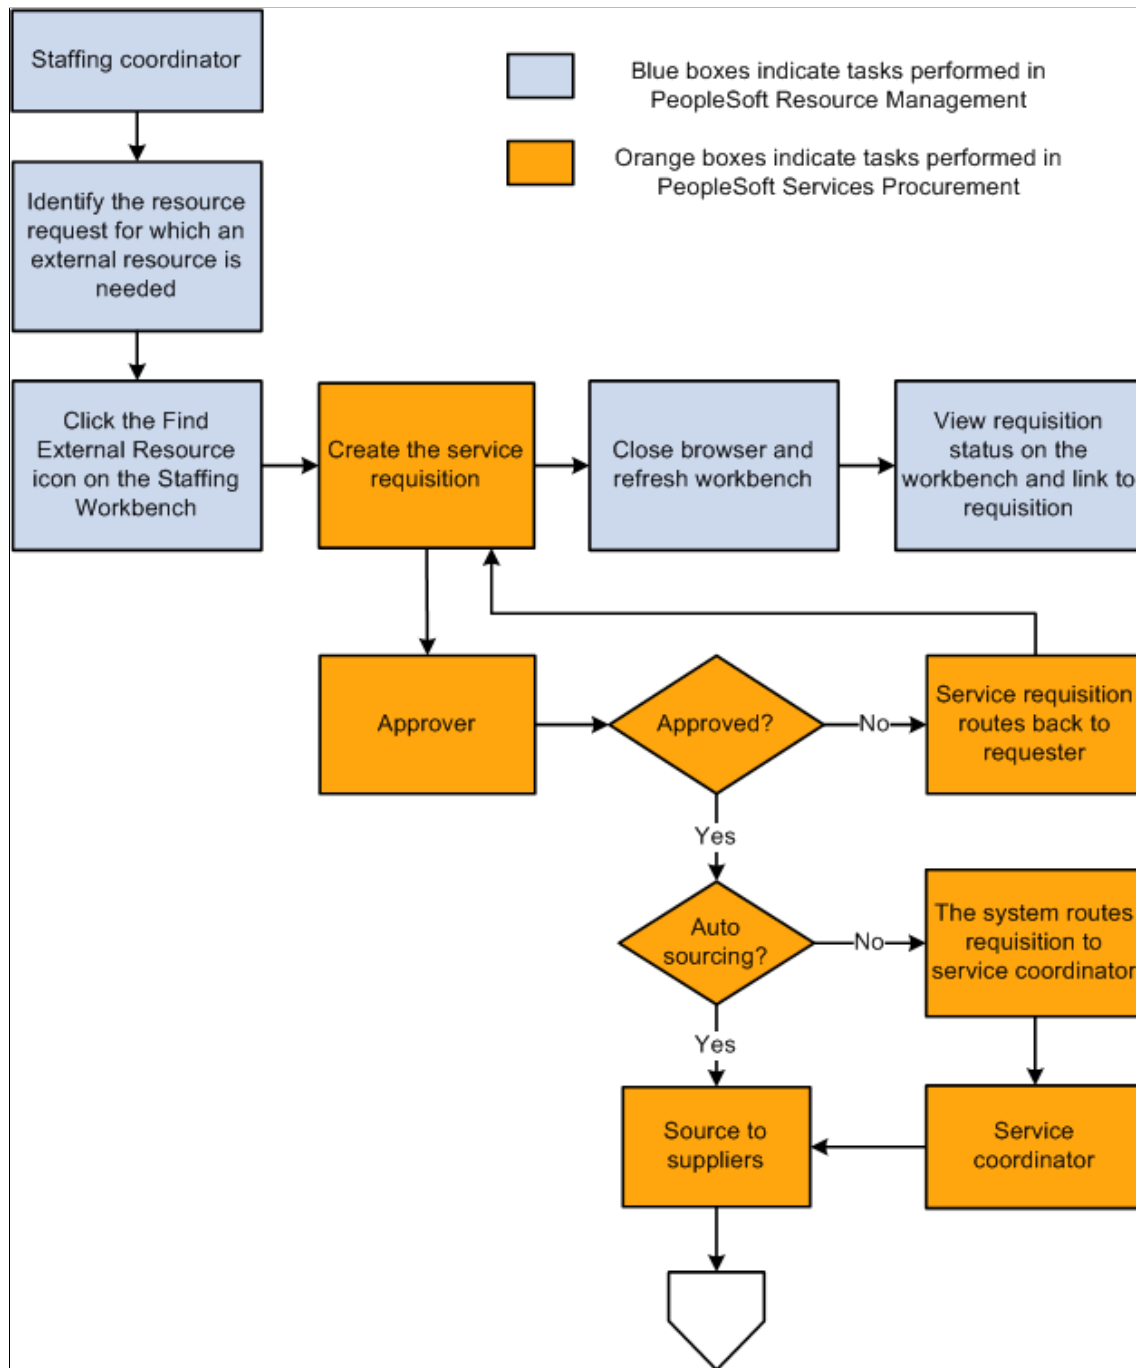 Staffing coordinator
Blue boxes indicate tasks performed in
PeopleSoft Resource Management
Orange boxes indicate tasks performed in
PeopleSoft Services Procurement
Identify the resource
request for which an
external resource is
needed
Click the Find
External Resource
icon on the Staffing
Workbench
Create the service
requisition
Close browser and
refresh workbench
View requisition
status on the
workbench and link to
requisition
Approver
Approved?
No
Service requisition
routes back to
requester
Yes
Auto
sourcing?
No
The system routes
requisition to
service coordinator
Yes
Source to
suppliers
Service
coordinator